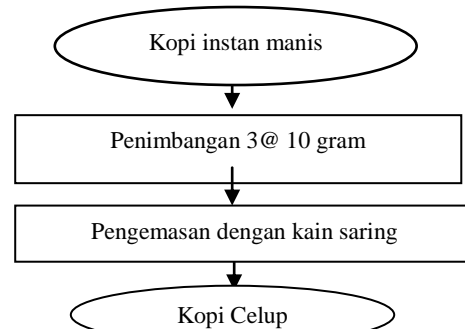 Kopi instan manis
Penimbangan 3@ 10 gram
Pengemasan dengan kain saring
Kopi Celup